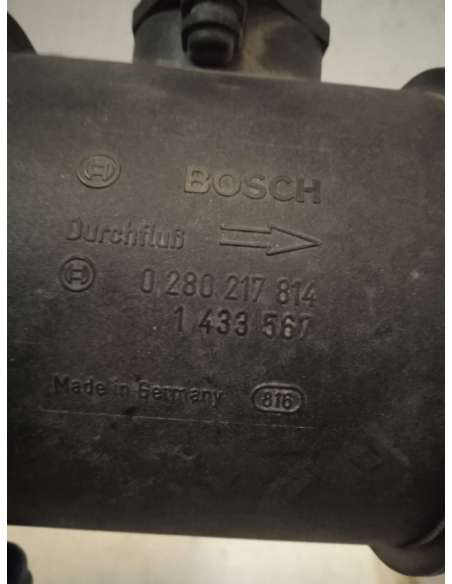 BOSCH
Durchfluß
0 280 217 814
1 433 567
Made in Germany 816